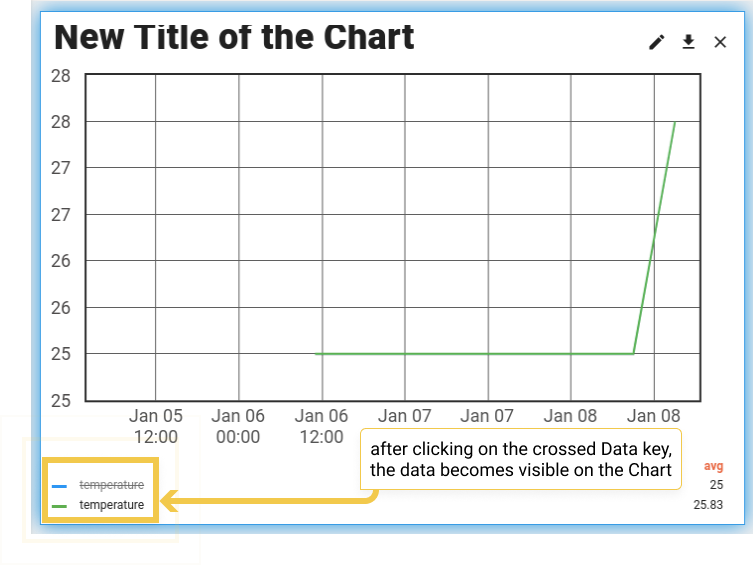 New Title of the Chart
28
28
27
27
26
26
25
25
Jan 05 Jan 06 Jan 06 Jan 07 Jan 07 Jan 08 Jan 08
12:00 00:00 12:00
after clicking on the crossed Data key,
the data becomes visible on the Chart
avg
temperature 25
temperature 25.83